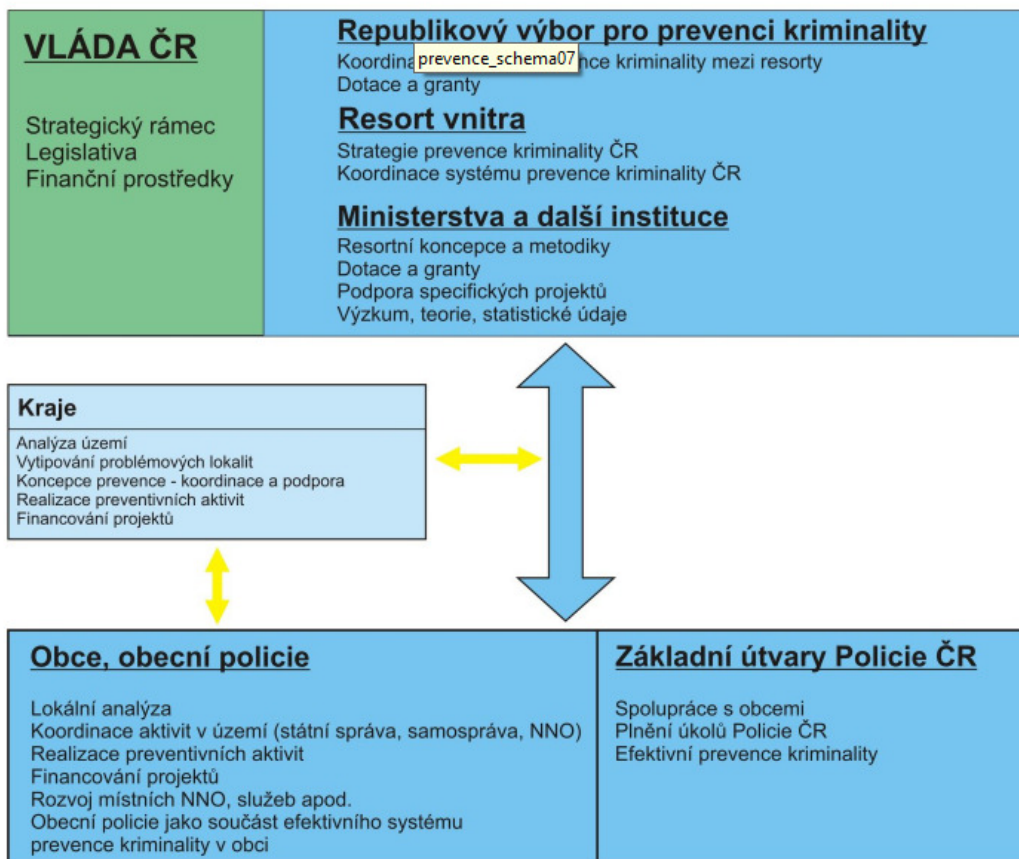 VLÁDA ČR
Strategický rámec
Legislativa
Finanční prostředky
Republikový výbor pro prevenci kriminality
prevence_schema07
kriminality mezi resorty
Dotace a granty
Resort vnitra
Strategie prevence kriminality ČR
Koordinace systému prevence kriminality ČR
Ministerstva a další instituce
Resortní koncepce a metodiky
Dotace a granty
Podpora specifických projektů
Výzkum, teorie, statistické údaje
Kraje
Analýza území
Vytipování problémových lokalit
Koncepce prevence - koordinace a podpora
Realizace preventivních aktivit
Financování projektů
Obce, obecní policie
Lokální analýza
Koordinace aktivit v území (státní správa, samospráva, NNO)
Realizace preventivních aktivit
Financování projektů
Rozvoj místních NNO, služeb apod.
Obecní policie jako součást efektivního systému
prevence kriminality v obci
Základní útvary Policie ČR
Spolupráce s obcemi
Plnění úkolů Policie ČR
Efektivní prevence kriminality